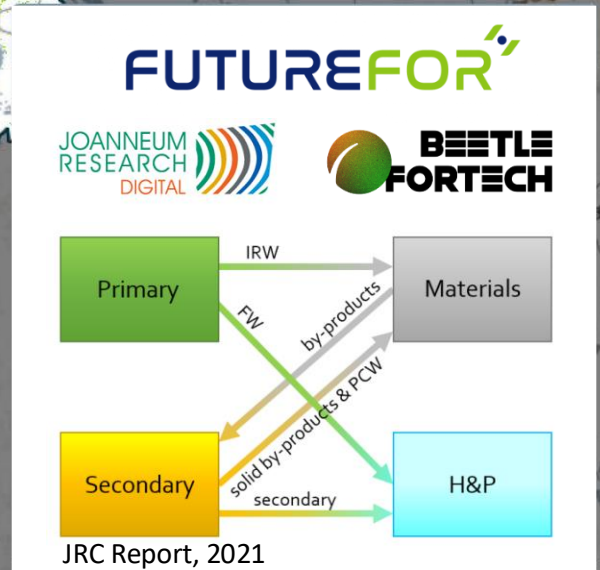 FUTUREFOR
JOANNEUM
RESEARCH
DIGITAL
BEETLE
FORTECH
IRW
Primary
Materials
FW
by-products
solid by-products & PCW
Secondary
H&P
secondary
JRC Report, 2021